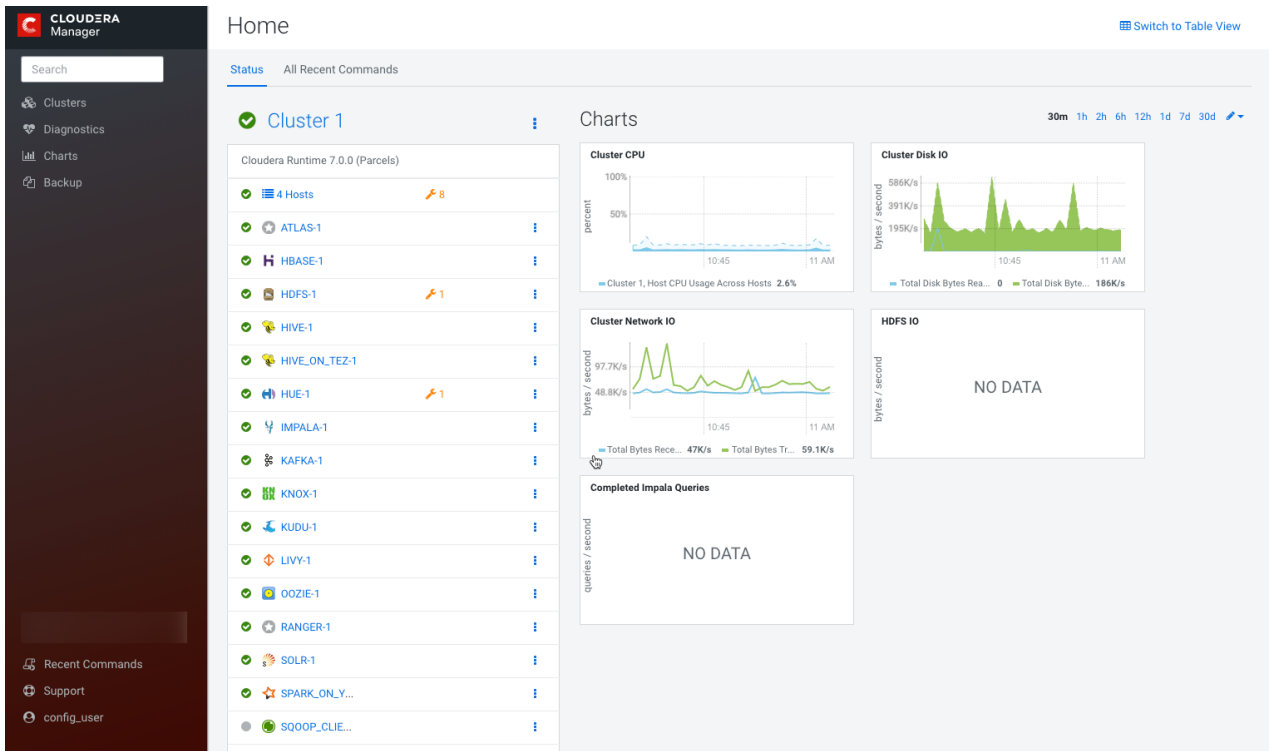 CLOUDERA
Manager
Search
Clusters
Diagnostics
Charts
Backup
Recent Commands
Support
config_user
Home
Switch to Table View
Status All Recent Commands
Cluster 1
Cloudera Runtime 7.0.0 (Parcels)
4 Hosts 8
ATLAS-1
HBASE-1
HDFS-1 1
HIVE-1
HIVE_ON_TEZ-1
HUE-1 1
IMPALA-1
KAFKA-1
KNOX-1
KUDU-1
LIVY-1
OOZIE-1
RANGER-1
SOLR-1
SPARK_ON_Y...
SQOOP_CLIE...
Charts
30m 1h 2h 6h 12h 1d 7d 30d
Cluster CPU
percent
100%
50%
10:45 11 AM
Cluster 1, Host CPU Usage Across Hosts 2.6%
Cluster Disk IO
bytes / second
586K/s
391K/s
195K/s
10:45 11 AM
Total Disk Bytes Rea... 0 Total Disk Byte... 186K/s
Cluster Network IO
bytes / second
97.7K/s
48.8K/s
10:45 11 AM
Total Bytes Rece... 47K/s Total Bytes Tr... 59.1K/s
HDFS IO
bytes / second
NO DATA
Completed Impala Queries
queries / second
NO DATA